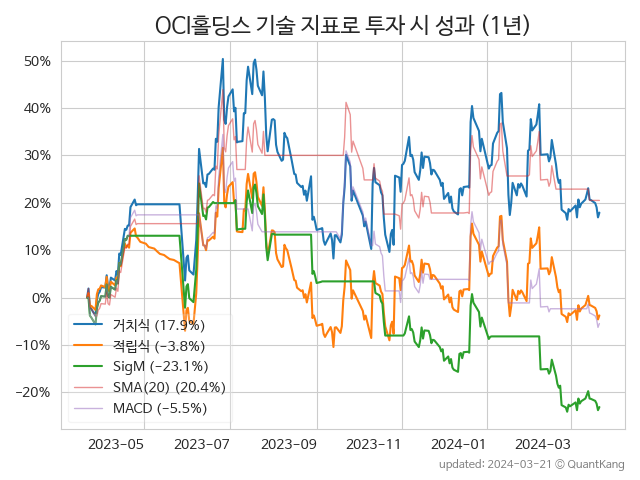 OCI홀딩스 기술 지표로 투자 시 성과 (1년)
50%
40%
30%
20%
10%
0%
−10%
−20%
거치식 (17.9%)
적립식 (−3.8%)
SigM (−23.1%)
SMA(20) (20.4%)
MACD (−5.5%)
2023-05 2023-07 2023-09 2023-11 2024-01 2024-03
updated: 2024-03-21 © QuantKang